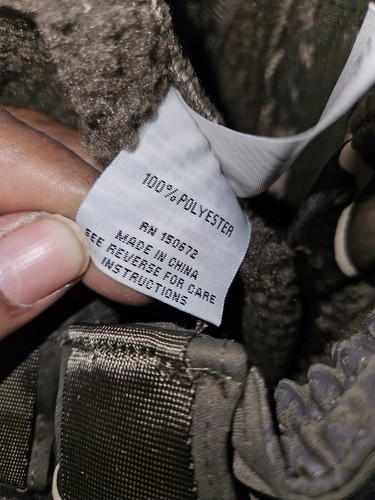 100% POLYESTER
RN 150672
MADE IN CHINA
SEE REVERSE FOR CARE
INSTRUCTIONS